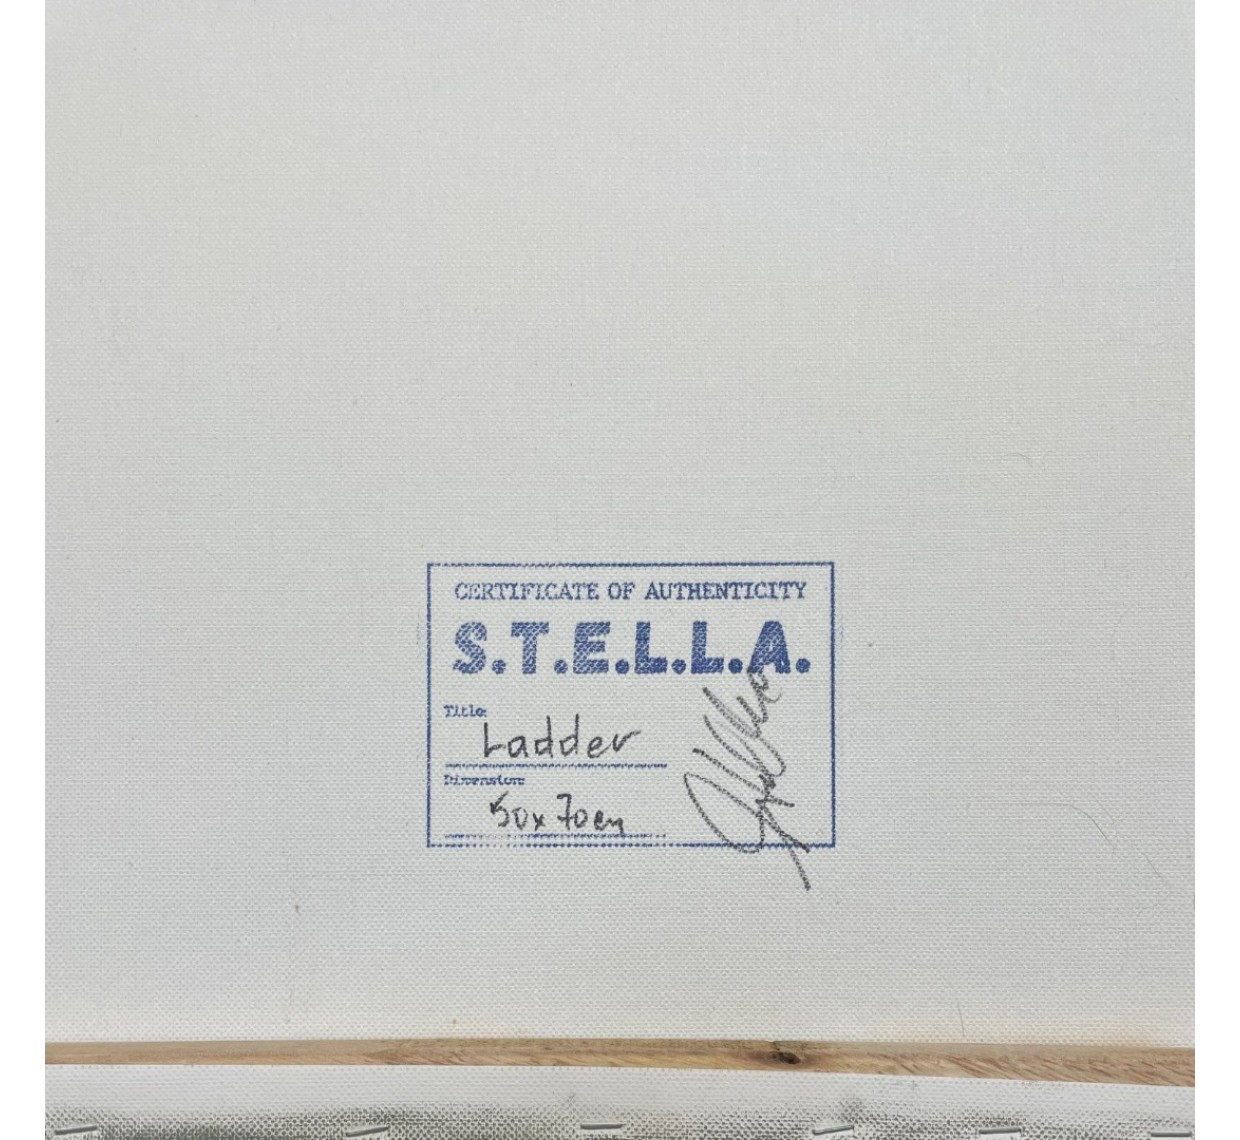 CERTIFICATE OF AUTHENTICITY
S.T.E.L.L.A.
Title:
Ladder
Dimension:
50x70cm